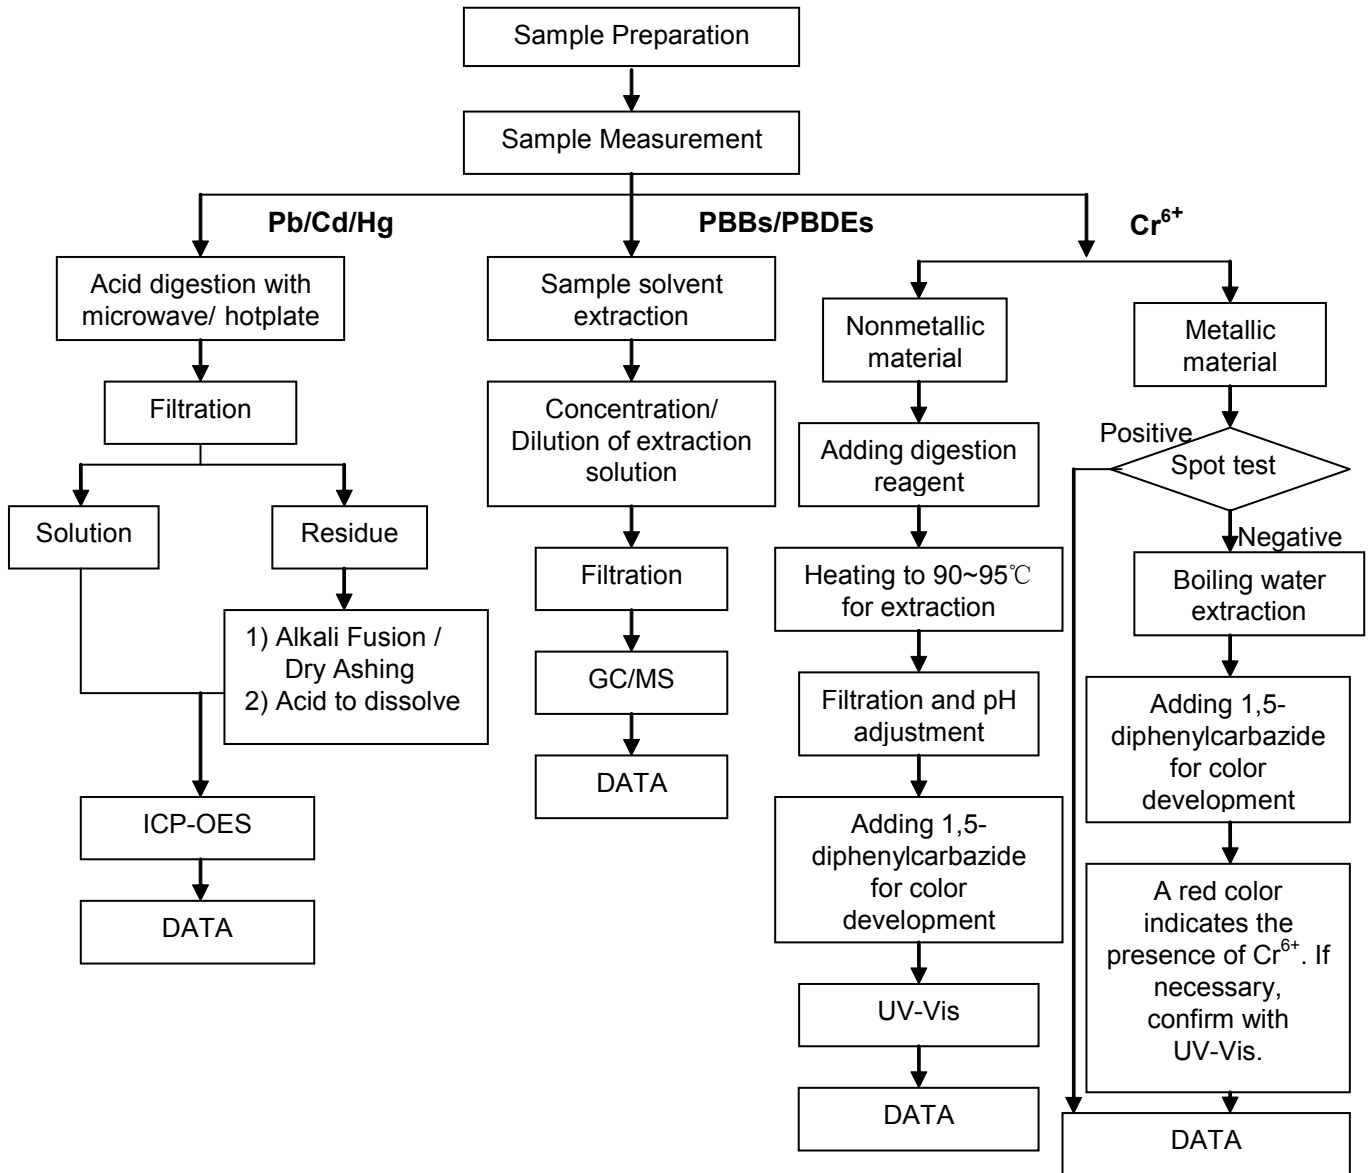 Sample Preparation
Sample Measurement
Pb/Cd/Hg
PBBs/PBDEs
Cr⁶⁺
Acid digestion with
microwave/ hotplate
Filtration
Solution
Residue
1) Alkali Fusion /
Dry Ashing
2) Acid to dissolve
ICP-OES
DATA
Sample solvent
extraction
Concentration/
Dilution of extraction
solution
Filtration
GC/MS
DATA
Nonmetallic
material
Adding digestion
reagent
Heating to 90~95℃
for extraction
Filtration and pH
adjustment
Adding 1,5-
diphenylcarbazide
for color
development
UV-Vis
DATA
Metallic
material
Positive
Spot test
Negative
Boiling water
extraction
Adding 1,5-
diphenylcarbazide
for color
development
A red color
indicates the
presence of Cr⁶⁺. If
necessary,
confirm with
UV-Vis.
DATA